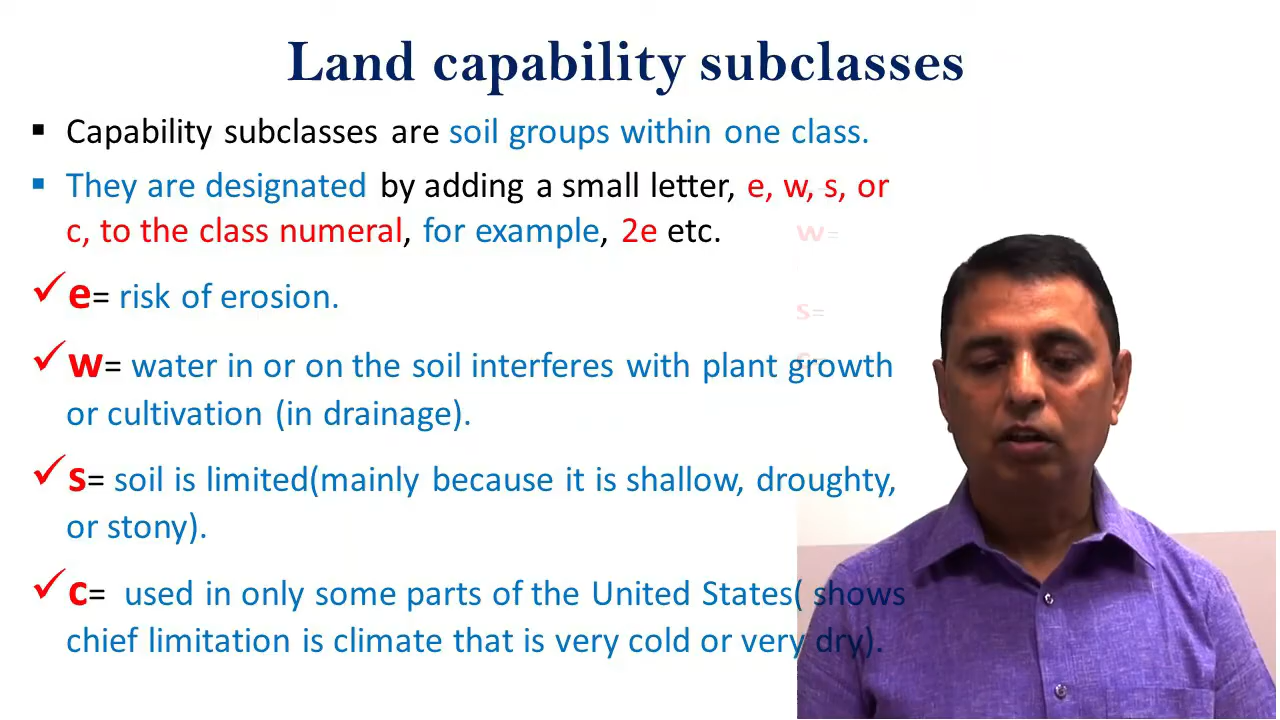 Land capability subclasses
▪ Capability subclasses are soil groups within one class.
▪ They are designated by adding a small letter, e, w, s, or
c, to the class numeral, for example, 2e etc.
✓ e= risk of erosion.
w=
s=
✓ w= water in or on the soil interferes with plant growth
or cultivation (in drainage).
✓ s= soil is limited(mainly because it is shallow, droughty,
or stony).
✓ c= used in only some parts of the United States( shows
chief limitation is climate that is very cold or very dry).